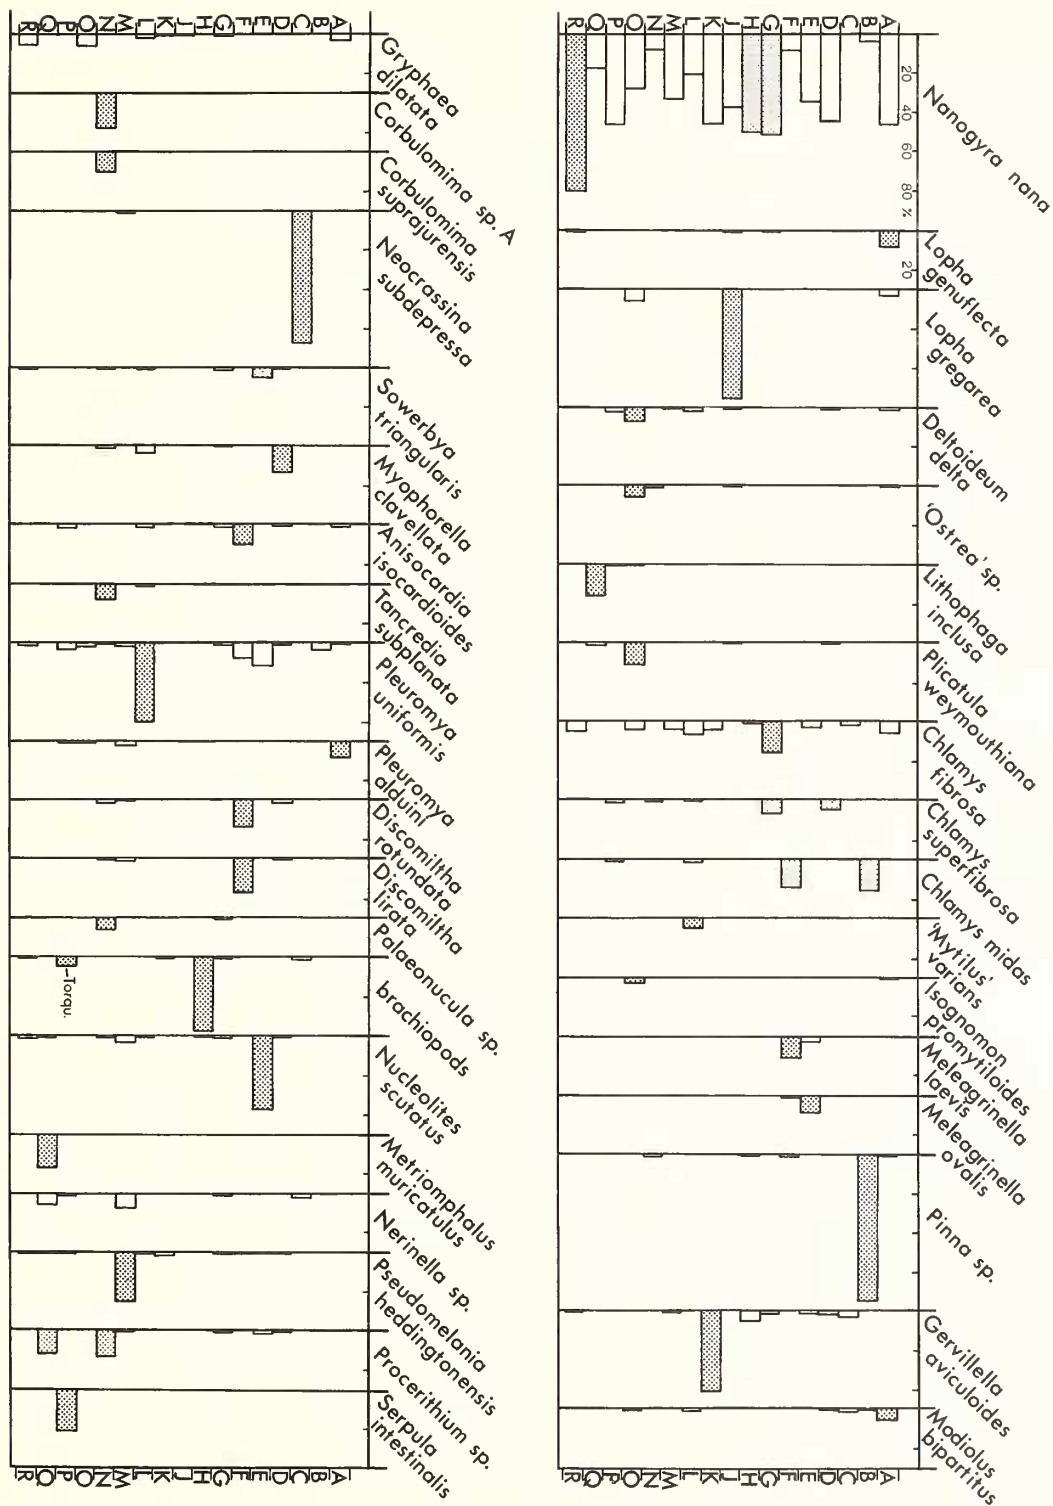 R Q P O N M L K J H G F E D C B A
Gryphaea
dilatata
Corbulomima sp. A
Corbulomima
suprajurensis
Neocrassina
subdepressa
Sowerbya
triangularis
Myophorella
clavellata
Anisocardia
isocardioides
Tancredia
subplanata
Pleuromya
uniformis
Pleuromya
alduini
Discomiltha
rotundata
Discomiltha
lirata
Palaeonucula sp.
brachiopods
-Torqu.
Nucleolites
scutatus
Metriomphalus
muricatulus
Nerinella sp.
Pseudomelania
heddingtonensis
Procerithium sp.
Serpula
intestinalis
R Q P O N M L K J H G F E D C B A
R Q P O N M L K J H G F E D C B A
20 40 60 80 %
Nanogyra nana
20
Lopha
genuflecta
Lopha
gregarea
Deltoideum
delta
'Ostrea' sp.
Lithophaga
inclusa
Plicatula
weymouthiana
Chlamys
fibrosa
Chlamys
superfibrosa
Chlamys midas
'Mytilus'
varians
Isognomon
promytiloides
Meleagrinella
laevis
Meleagrinella
ovalis
Pinna sp.
Gervillella
aviculoides
Modiolus
bipartitus
R Q P O N M L K J H G F E D C B A